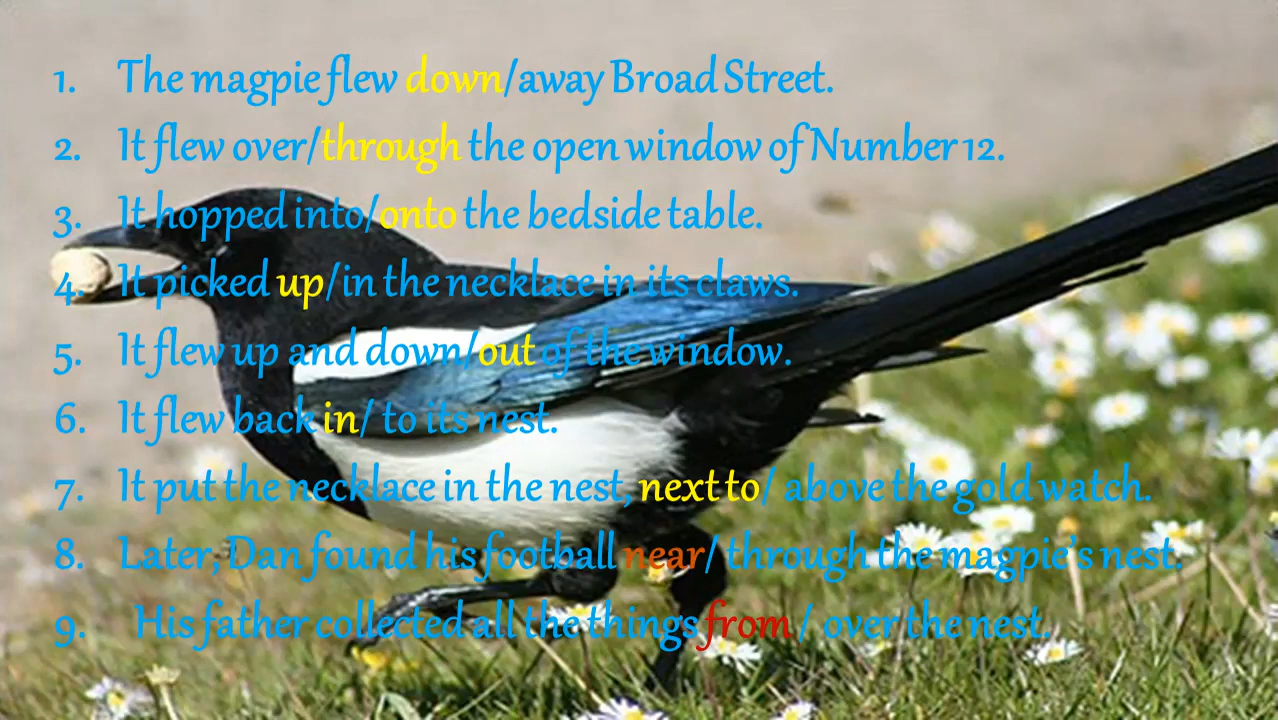 1. The magpie flew down/away Broad Street.
2. It flew over/through the open window of Number 12.
3. It hopped into/onto the bedside table.
4. It picked up/in the necklace in its claws.
5. It flew up and down/out of the window.
6. It flew back in/ to its nest.
7. It put the necklace in the nest, next to/ above the gold watch.
8. Later, Dan found his football near/ through the magpie's nest.
9. His father collected all the things from / over the nest.